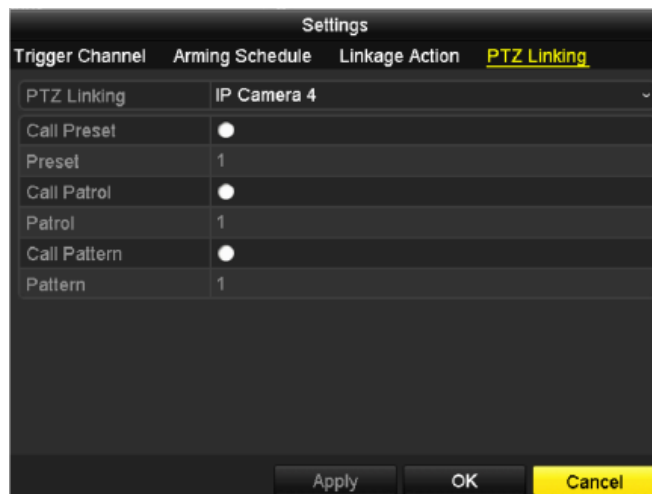 Settings
Trigger Channel Arming Schedule Linkage Action PTZ Linking
PTZ Linking IP Camera 4
Call Preset
Preset 1
Call Patrol
Patrol 1
Call Pattern
Pattern 1
Apply OK Cancel